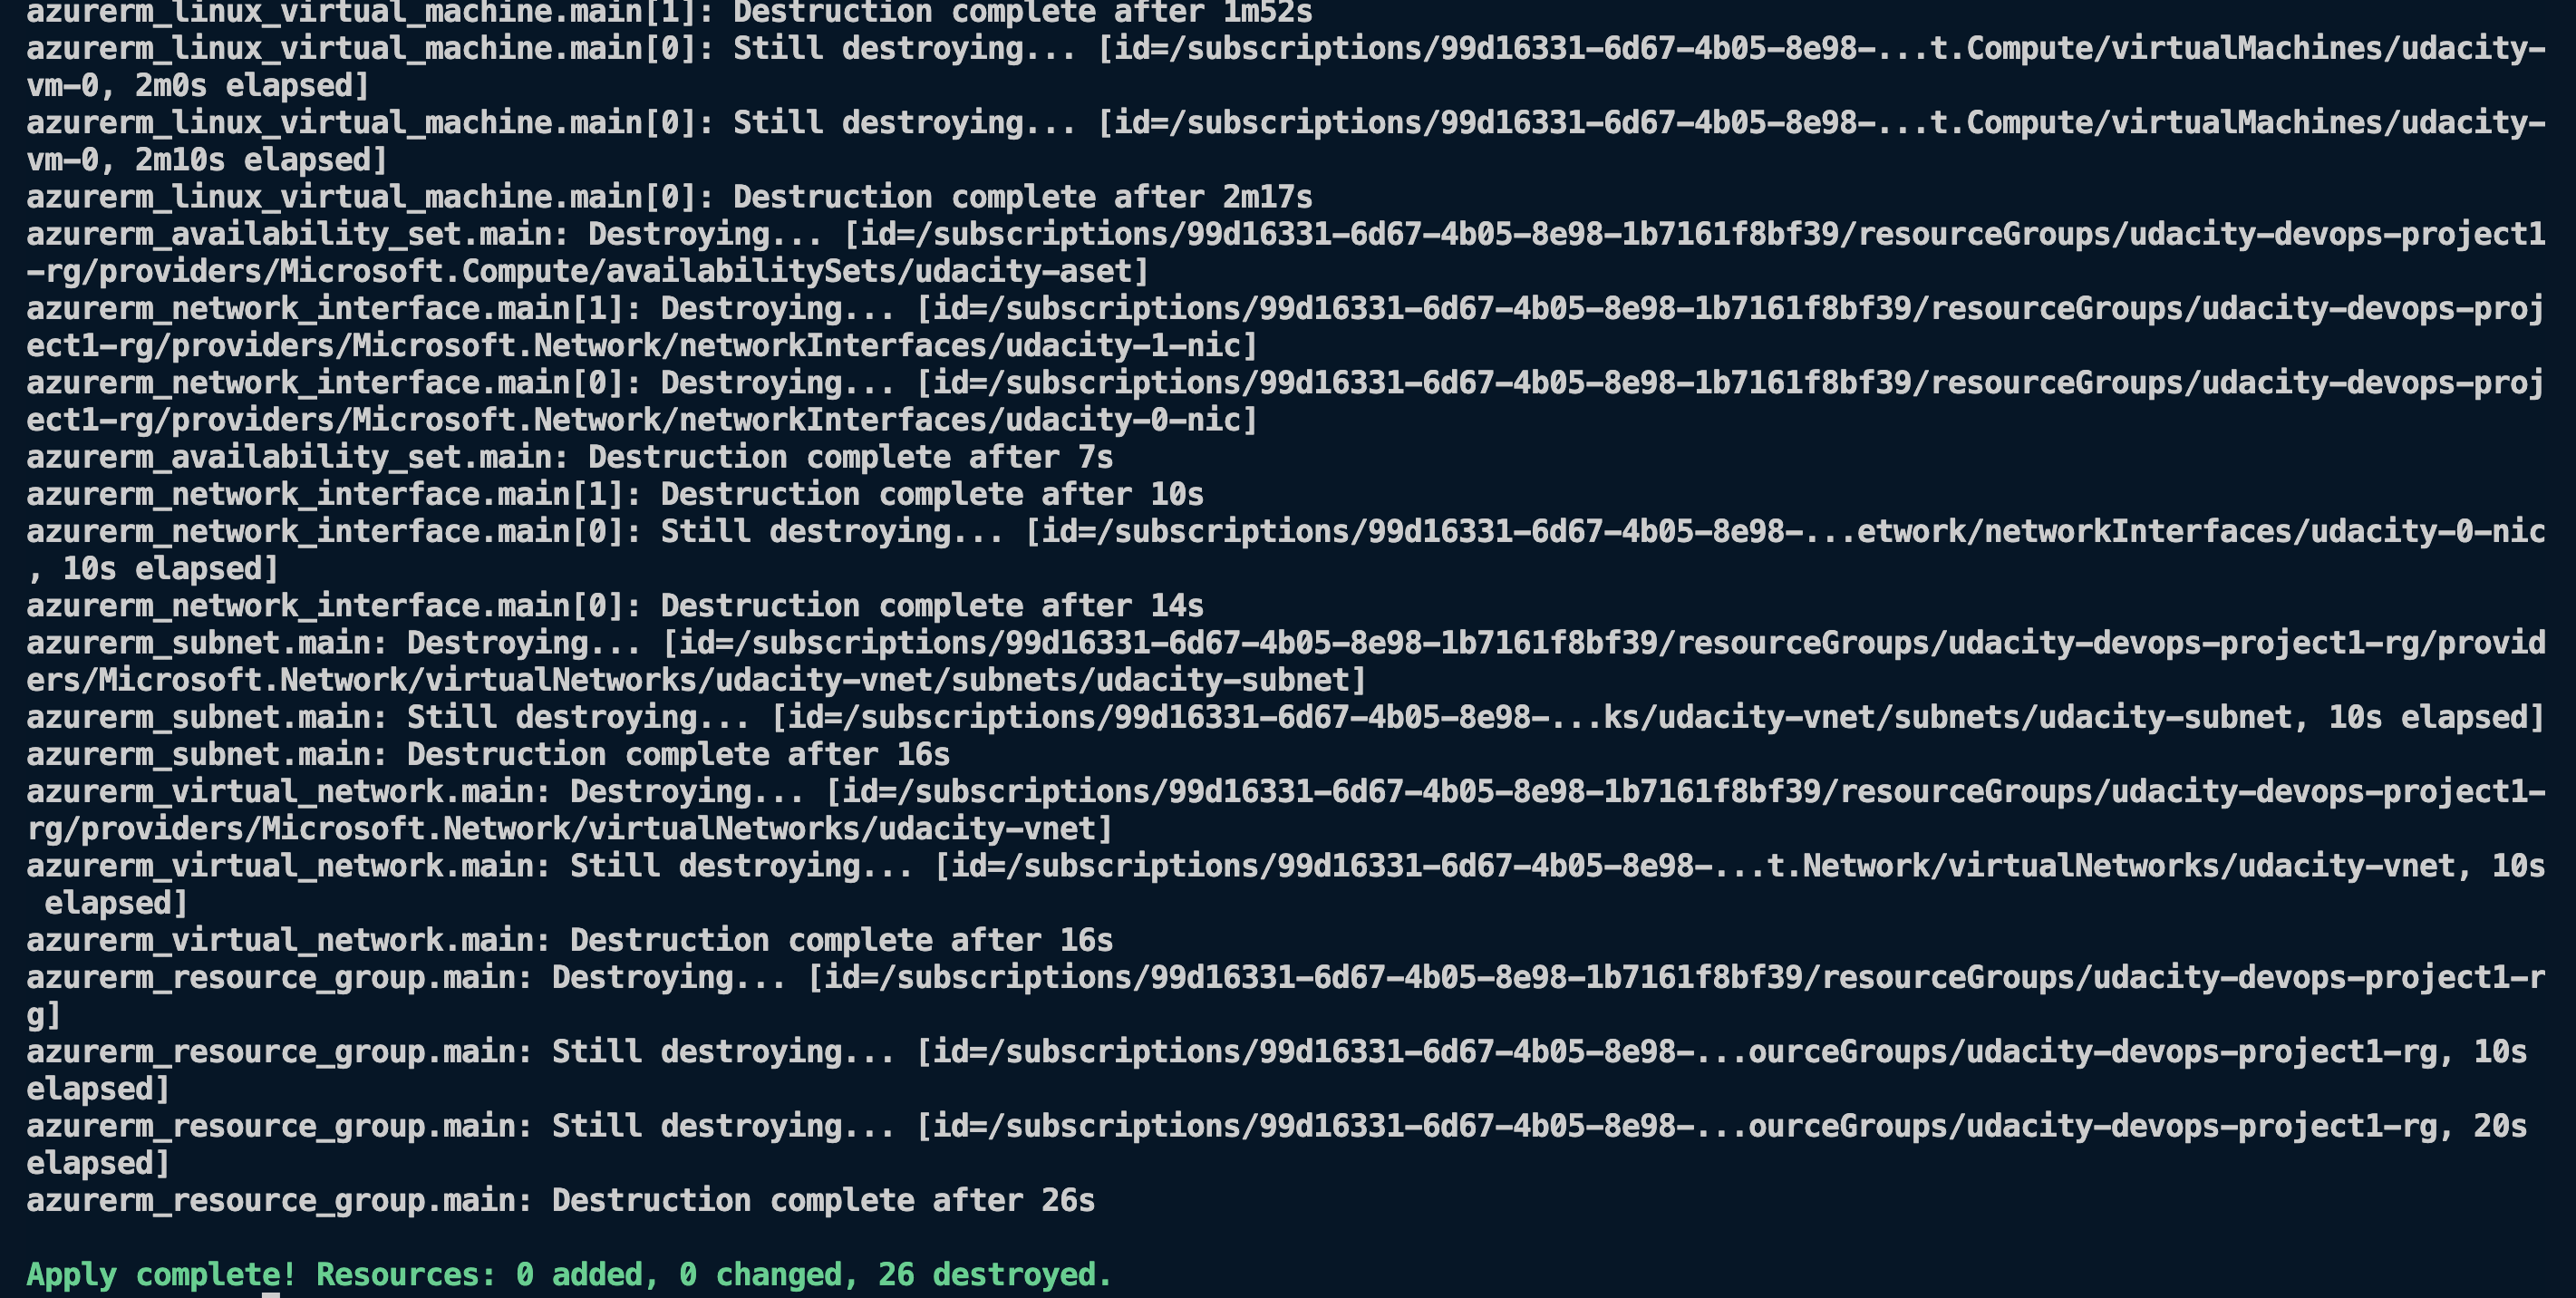 azurerm_linux_virtual_machine.main[1]: Destruction complete after 1m52s
azurerm_linux_virtual_machine.main[0]: Still destroying... [id=/subscriptions/99d16331-6d67-4b05-8e98-...t.Compute/virtualMachines/udacity-
vm-0, 2m0s elapsed]
azurerm_linux_virtual_machine.main[0]: Still destroying... [id=/subscriptions/99d16331-6d67-4b05-8e98-...t.Compute/virtualMachines/udacity-
vm-0, 2m10s elapsed]
azurerm_linux_virtual_machine.main[0]: Destruction complete after 2m17s
azurerm_availability_set.main: Destroying... [id=/subscriptions/99d16331-6d67-4b05-8e98-1b7161f8bf39/resourceGroups/udacity-devops-project1
-rg/providers/Microsoft.Compute/availabilitySets/udacity-aset]
azurerm_network_interface.main[1]: Destroying... [id=/subscriptions/99d16331-6d67-4b05-8e98-1b7161f8bf39/resourceGroups/udacity-devops-proj
ect1-rg/providers/Microsoft.Network/networkInterfaces/udacity-1-nic]
azurerm_network_interface.main[0]: Destroying... [id=/subscriptions/99d16331-6d67-4b05-8e98-1b7161f8bf39/resourceGroups/udacity-devops-proj
ect1-rg/providers/Microsoft.Network/networkInterfaces/udacity-0-nic]
azurerm_availability_set.main: Destruction complete after 7s
azurerm_network_interface.main[1]: Destruction complete after 10s
azurerm_network_interface.main[0]: Still destroying... [id=/subscriptions/99d16331-6d67-4b05-8e98-...etwork/networkInterfaces/udacity-0-nic
, 10s elapsed]
azurerm_network_interface.main[0]: Destruction complete after 14s
azurerm_subnet.main: Destroying... [id=/subscriptions/99d16331-6d67-4b05-8e98-1b7161f8bf39/resourceGroups/udacity-devops-project1-rg/provid
ers/Microsoft.Network/virtualNetworks/udacity-vnet/subnets/udacity-subnet]
azurerm_subnet.main: Still destroying... [id=/subscriptions/99d16331-6d67-4b05-8e98-...ks/udacity-vnet/subnets/udacity-subnet, 10s elapsed]
azurerm_subnet.main: Destruction complete after 16s
azurerm_virtual_network.main: Destroying... [id=/subscriptions/99d16331-6d67-4b05-8e98-1b7161f8bf39/resourceGroups/udacity-devops-project1-
rg/providers/Microsoft.Network/virtualNetworks/udacity-vnet]
azurerm_virtual_network.main: Still destroying... [id=/subscriptions/99d16331-6d67-4b05-8e98-...t.Network/virtualNetworks/udacity-vnet, 10s
 elapsed]
azurerm_virtual_network.main: Destruction complete after 16s
azurerm_resource_group.main: Destroying... [id=/subscriptions/99d16331-6d67-4b05-8e98-1b7161f8bf39/resourceGroups/udacity-devops-project1-r
g]
azurerm_resource_group.main: Still destroying... [id=/subscriptions/99d16331-6d67-4b05-8e98-...ourceGroups/udacity-devops-project1-rg, 10s
elapsed]
azurerm_resource_group.main: Still destroying... [id=/subscriptions/99d16331-6d67-4b05-8e98-...ourceGroups/udacity-devops-project1-rg, 20s
elapsed]
azurerm_resource_group.main: Destruction complete after 26s

Apply complete! Resources: 0 added, 0 changed, 26 destroyed.